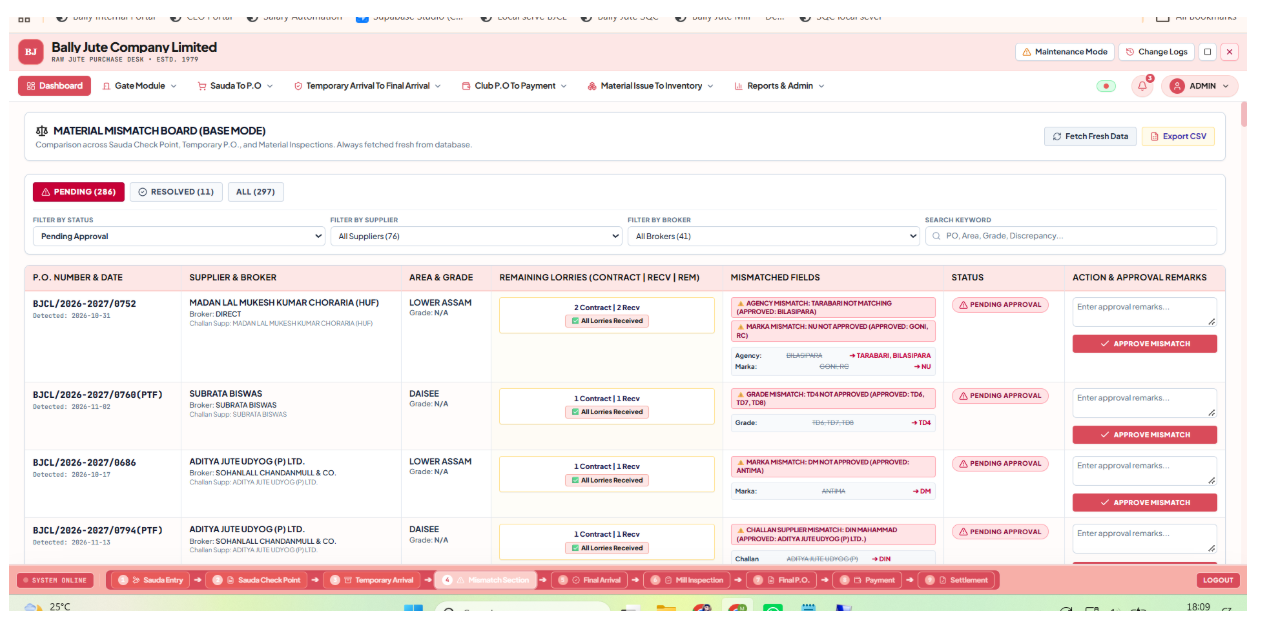 CEO Portal
Salary Automation
All Bookmarks
BJ
Bally Jute Company Limited
RAW JUTE PURCHASE DESK • ESTD. 1979
Maintenance Mode
Change Logs
Dashboard
Gate Module
Sauda To P.O
Temporary Arrival To Final Arrival
Club P.O To Payment
Material Issue To Inventory
Reports & Admin
3
ADMIN
MATERIAL MISMATCH BOARD (BASE MODE)
Comparison across Sauda Check Point, Temporary P.O., and Material Inspections. Always fetched fresh from database.
Fetch Fresh Data
Export CSV
PENDING (286)
RESOLVED (11)
ALL (297)
FILTER BY STATUS
FILTER BY SUPPLIER
FILTER BY BROKER
SEARCH KEYWORD
Pending Approval
All Suppliers (76)
All Brokers (41)
PO, Area, Grade, Discrepancy...
P.O. NUMBER & DATE
SUPPLIER & BROKER
AREA & GRADE
REMAINING LORRIES (CONTRACT | RECV | REM)
MISMATCHED FIELDS
STATUS
ACTION & APPROVAL REMARKS
BJCL/2026-2027/0752
Detected: 2026-10-31
MADAN LAL MUKESH KUMAR CHORARIA (HUF)
Broker: DIRECT
Challan Supp: MADAN LAL MUKESH KUMAR CHORARIA (HUF)
LOWER ASSAM
Grade: N/A
2 Contract | 2 Recv
All Lorries Received
AGENCY MISMATCH: TARABARI NOT MATCHING
(APPROVED: BILASIPARA)
MARKA MISMATCH: NU NOT APPROVED (APPROVED: GONI,
RC)
Agency: BILASIPARA → TARABARI, BILASIPARA
Marka: GONI, RC → NU
PENDING APPROVAL
Enter approval remarks...
APPROVE MISMATCH
BJCL/2026-2027/0760(PTF)
Detected: 2026-11-02
SUBRATA BISWAS
Broker: SUBRATA BISWAS
Challan Supp: SUBRATA BISWAS
DAISEE
Grade: N/A
1 Contract | 1 Recv
All Lorries Received
GRADE MISMATCH: TD4 NOT APPROVED (APPROVED: TD6,
TD7, TD8)
Grade: TD6, TD7, TD8 → TD4
PENDING APPROVAL
Enter approval remarks...
APPROVE MISMATCH
BJCL/2026-2027/0686
Detected: 2026-10-17
ADITYA JUTE UDYOG (P) LTD.
Broker: SOHANLALL CHANDANMULL & CO.
Challan Supp: ADITYA JUTE UDYOG (P) LTD
LOWER ASSAM
Grade: N/A
1 Contract | 1 Recv
All Lorries Received
MARKA MISMATCH: DM NOT APPROVED (APPROVED:
ANTIMA)
Marka: ANTIMA → DM
PENDING APPROVAL
Enter approval remarks...
APPROVE MISMATCH
BJCL/2026-2027/0794(PTF)
Detected: 2026-11-13
ADITYA JUTE UDYOG (P) LTD.
Broker: SOHANLALL CHANDANMULL & CO.
Challan Supp: ADITYA JUTE UDYOG (P) LTD.
DAISEE
Grade: N/A
1 Contract | 1 Recv
All Lorries Received
CHALLAN SUPPLIER MISMATCH: DIN MAHAMMAD
(APPROVED: ADITYA JUTE UDYOG (P) LTD.)
Challan ADITYA JUTE UDYOG (P) → DIN
PENDING APPROVAL
Enter approval remarks...
SYSTEM ONLINE
Sauda Entry
Sauda Check Point
Temporary Arrival
4 Mismatch Section
Final Arrival
Mill Inspection
Final P.O.
Payment
Settlement
LOGOUT
25°C
18:09